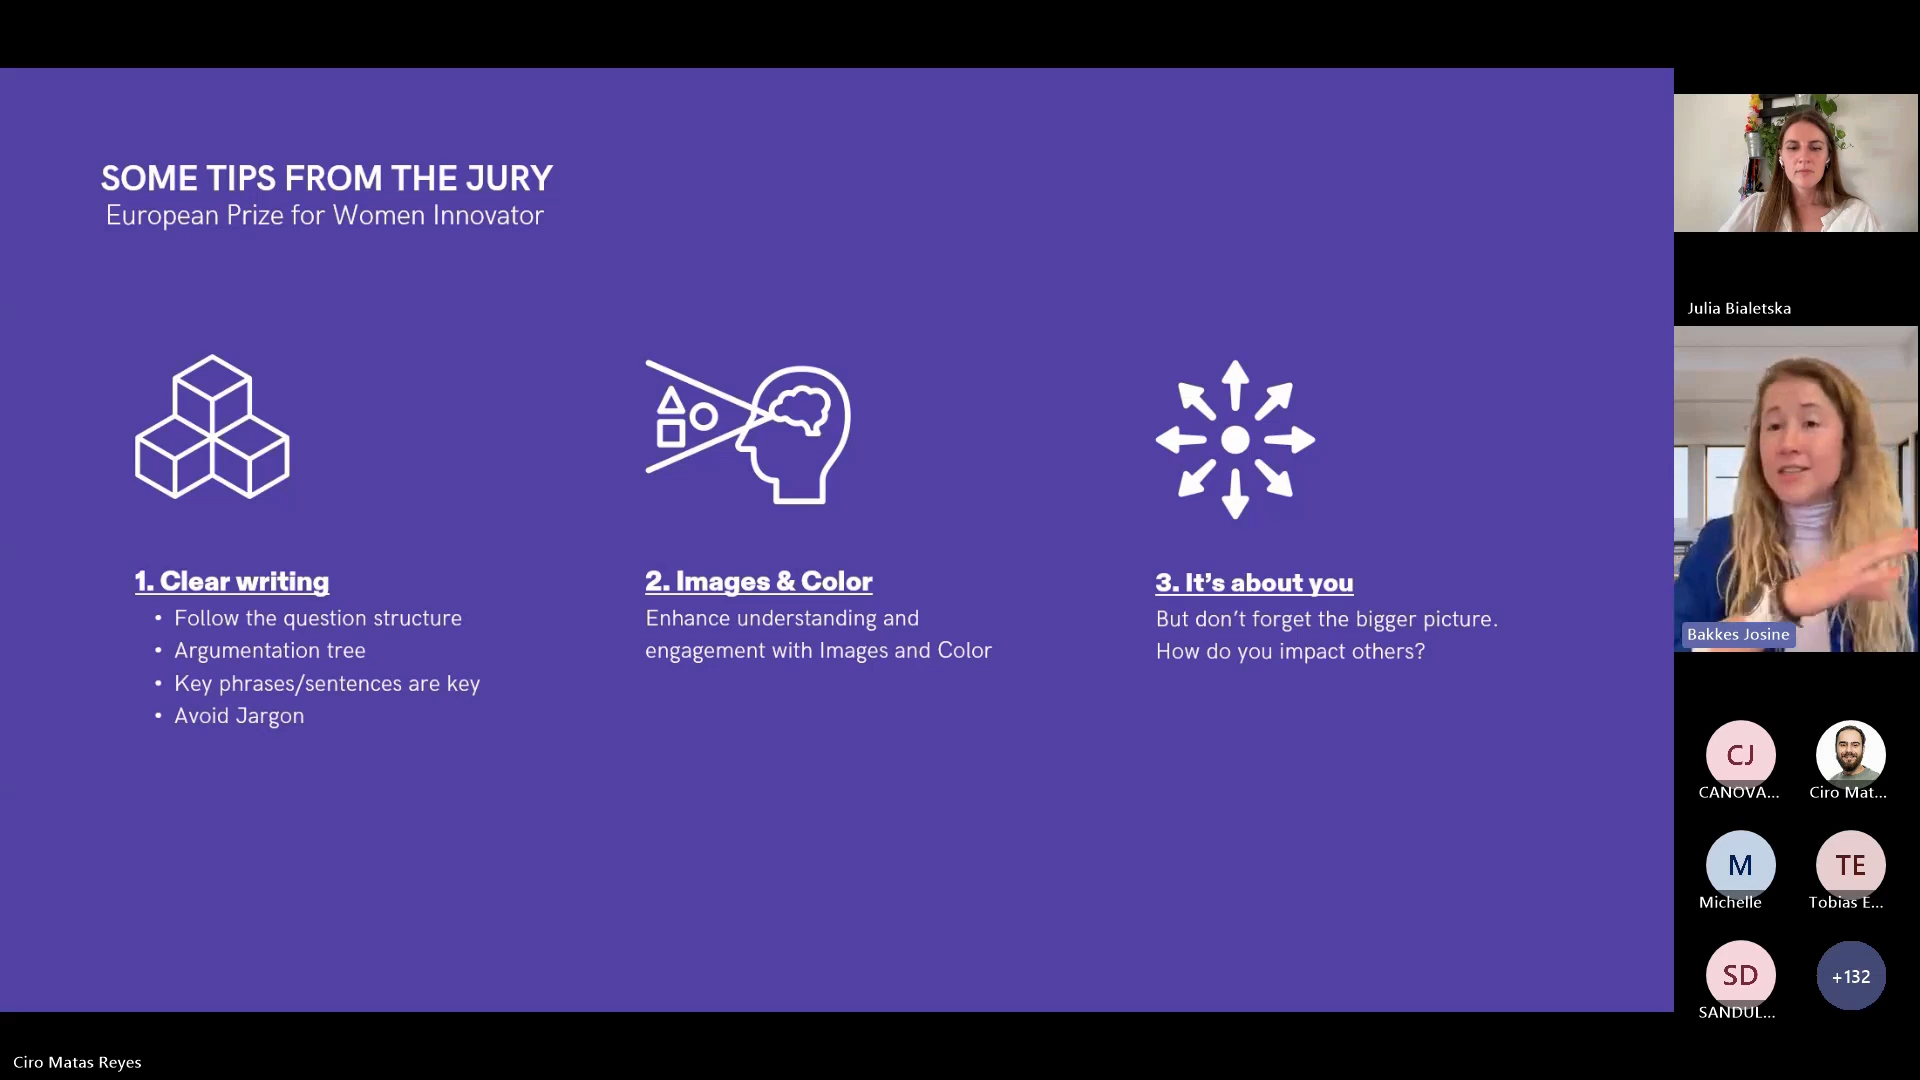 SOME TIPS FROM THE JURY
European Prize for Women Innovator
1. Clear writing
• Follow the question structure
• Argumentation tree
• Key phrases/sentences are key
• Avoid Jargon
2. Images & Color
Enhance understanding and
engagement with Images and Color
3. It's about you
But don't forget the bigger picture.
How do you impact others?
Julia Bialetska
Bakkes Josine
CJ
CANOVA...
Ciro Mat...
M
Michelle
TE
Tobias E...
SD
SANDUL...
+132
Ciro Matas Reyes